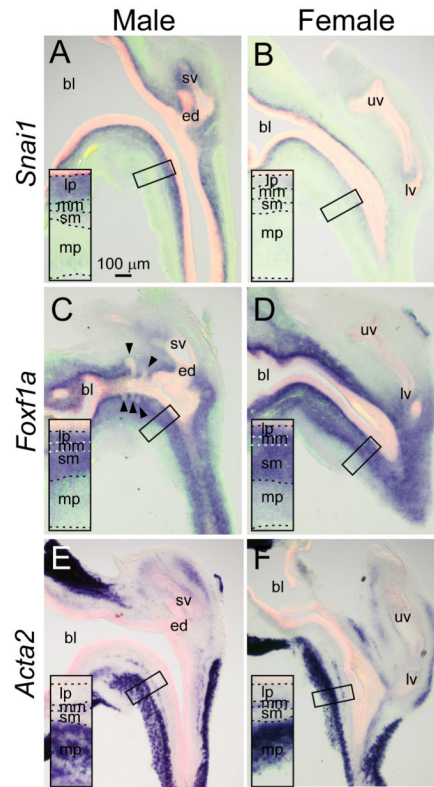 Male Female
Snai1
A
sv
bl
ed
lp
mm
sm
mp
100 μm
B
uv
bl
lv
lp
mm
sm
mp
Foxf1a
C
sv
ed
bl
lp
mm
sm
mp
D
uv
bl
lv
lp
mm
sm
mp
Acta2
E
sv
ed
bl
lp
mm
sm
mp
F
bl
uv
lv
lp
mm
sm
mp